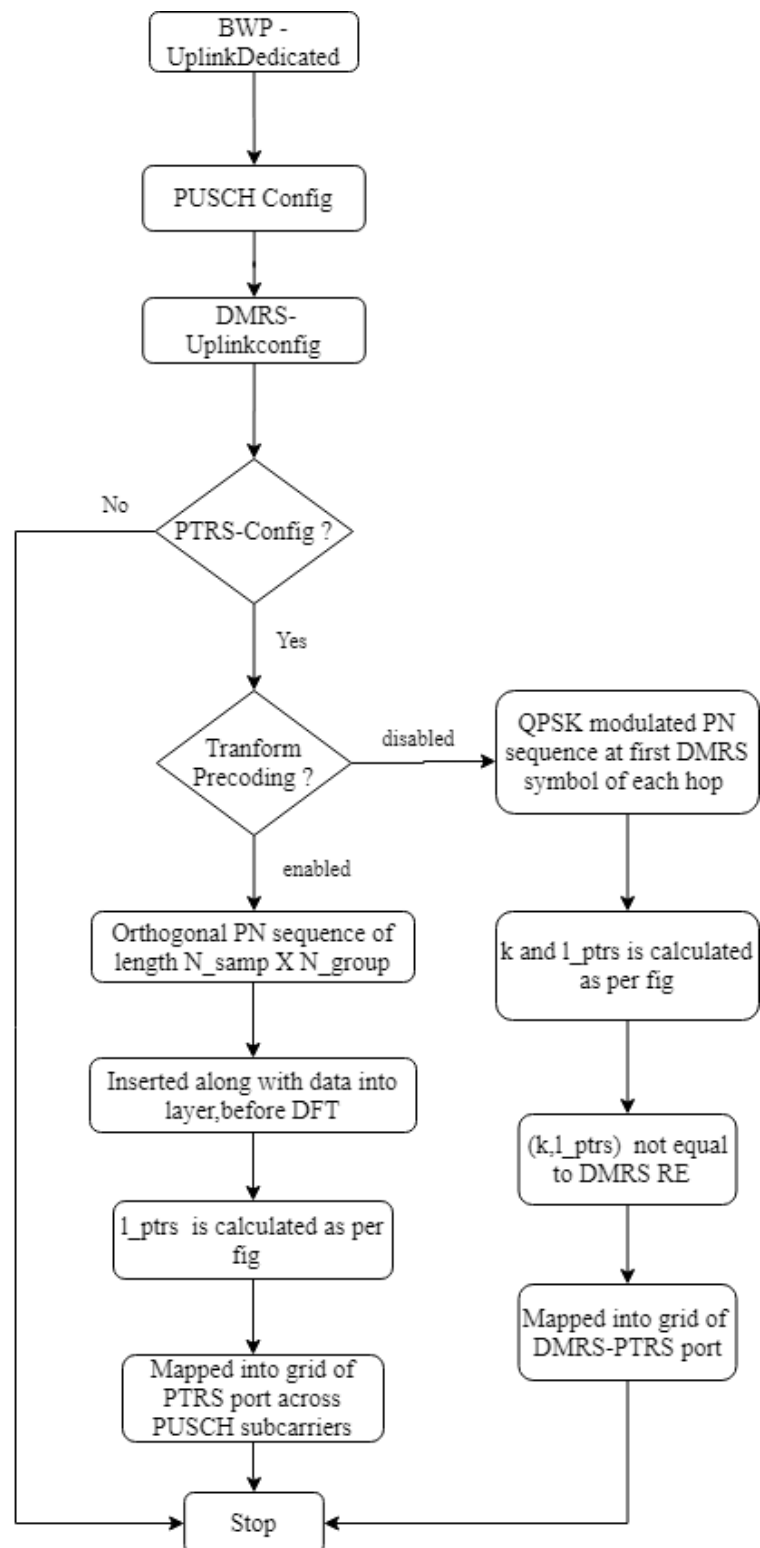 BWP -
UplinkDedicated
PUSCH Config
DMRS-
Uplinkconfig
No
PTRS-Config ?
Yes
Tranform
Precoding ?
disabled
QPSK modulated PN
sequence at first DMRS
symbol of each hop
enabled
Orthogonal PN sequence of
length N_samp X N_group
k and l_ptrs is calculated
as per fig
Inserted along with data into
layer,before DFT
(k,l_ptrs) not equal
to DMRS RE
l_ptrs is calculated as per
fig
Mapped into grid of
DMRS-PTRS port
Mapped into grid of
PTRS port across
PUSCH subcarriers
Stop